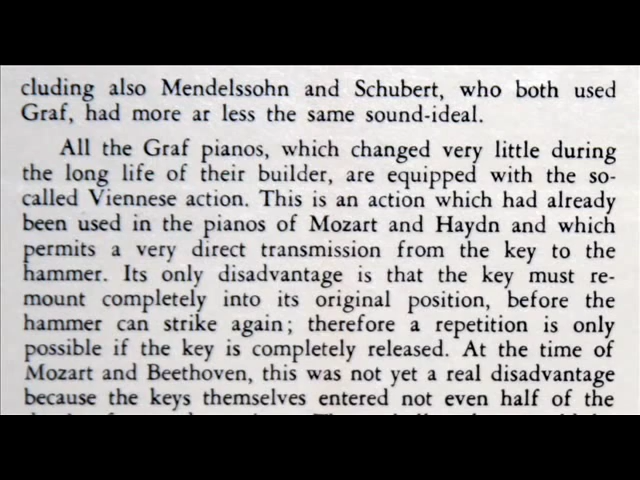 cluding also Mendelssohn and Schubert, who both used
Graf, had more ar less the same sound-ideal.
All the Graf pianos, which changed very little during
the long life of their builder, are equipped with the so-
called Viennese action. This is an action which had already
been used in the pianos of Mozart and Haydn and which
permits a very direct transmission from the key to the
hammer. Its only disadvantage is that the key must re-
mount completely into its original position, before the
hammer can strike again; therefore a repetition is only
possible if the key is completely released. At the time of
Mozart and Beethoven, this was not yet a real disadvantage
because the keys themselves entered not even half of the